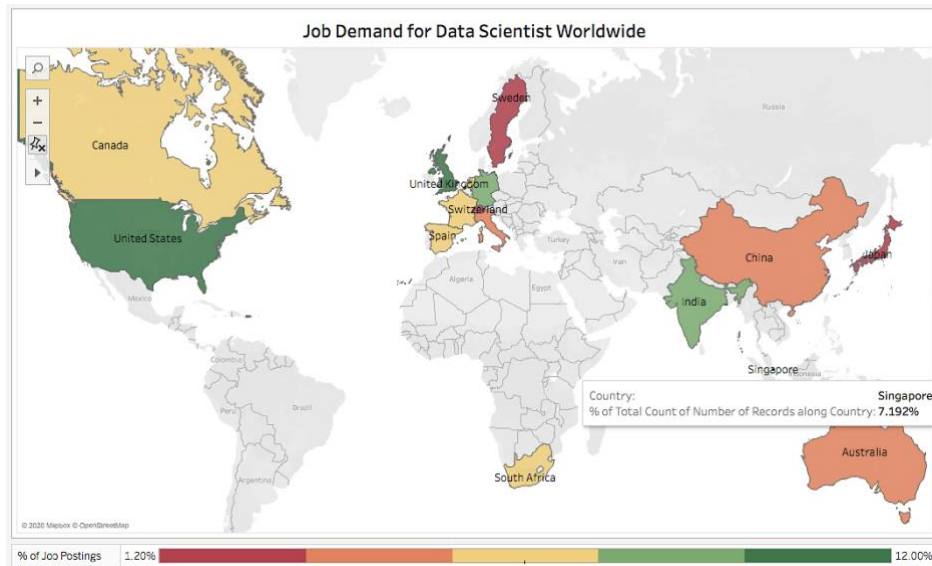 Job Demand for Data Scientist Worldwide
Sweden
Russia
Canada
United Kingdom
Switzerland
United States
Spain
Turkey
China
Japan
Iran
Algeria
Egypt
Mexico
India
Singapore
Indonesia
Colombia
Country: Singapore
% of Total Count of Number of Records along Country: 7.192%
Peru
Brazil
Australia
South Africa
Argentina
© 2020 Mapbox © OpenStreetMap
% of Job Postings 1.20% 12.00%